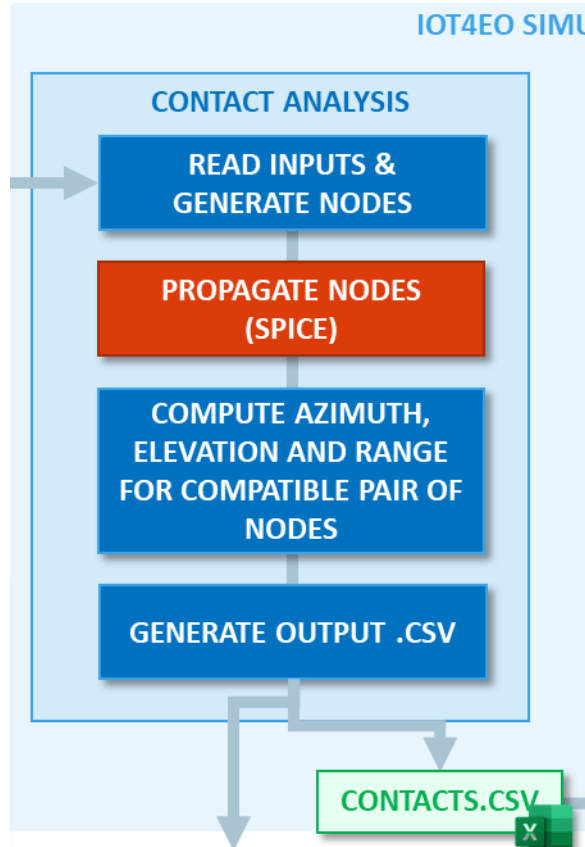 IOT4EO SIMU
CONTACT ANALYSIS
READ INPUTS &
GENERATE NODES
PROPAGATE NODES
(SPICE)
COMPUTE AZIMUTH,
ELEVATION AND RANGE
FOR COMPATIBLE PAIR OF
NODES
GENERATE OUTPUT .CSV
CONTACTS.CSV
X